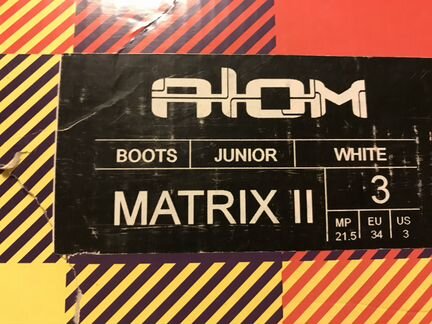 ATOM
BOOTS JUNIOR WHITE
MATRIX II 3
MP EU US
21.5 34 3